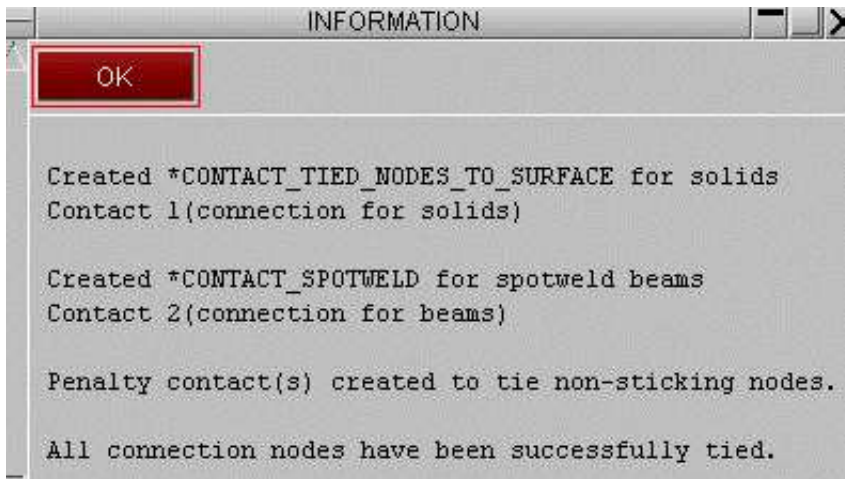 INFORMATION
OK
Created *CONTACT_TIED_NODES_TO_SURFACE for solids
Contact 1(connection for solids)
Created *CONTACT_SPOTWELD for spotweld beams
Contact 2(connection for beams)
Penalty contact(s) created to tie non-sticking nodes.
All connection nodes have been successfully tied.